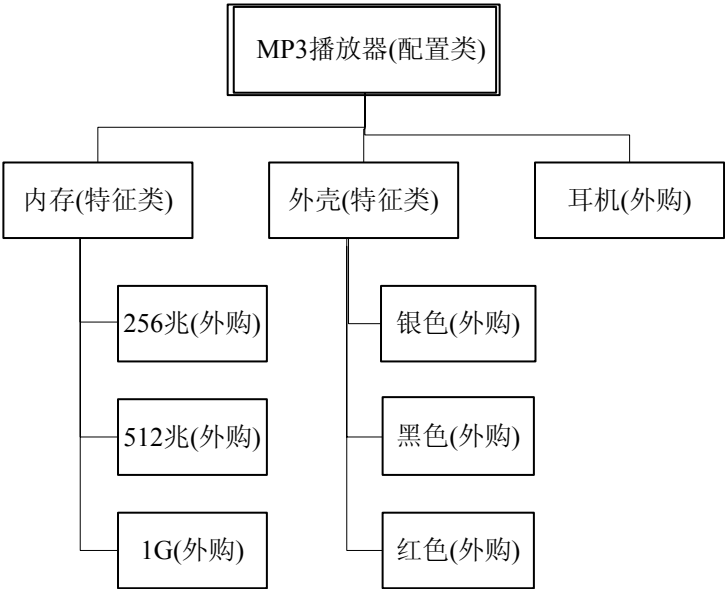 MP3播放器(配置类)
内存(特征类)
外壳(特征类)
耳机(外购)
256兆(外购)
银色(外购)
512兆(外购)
黑色(外购)
1G(外购)
红色(外购)